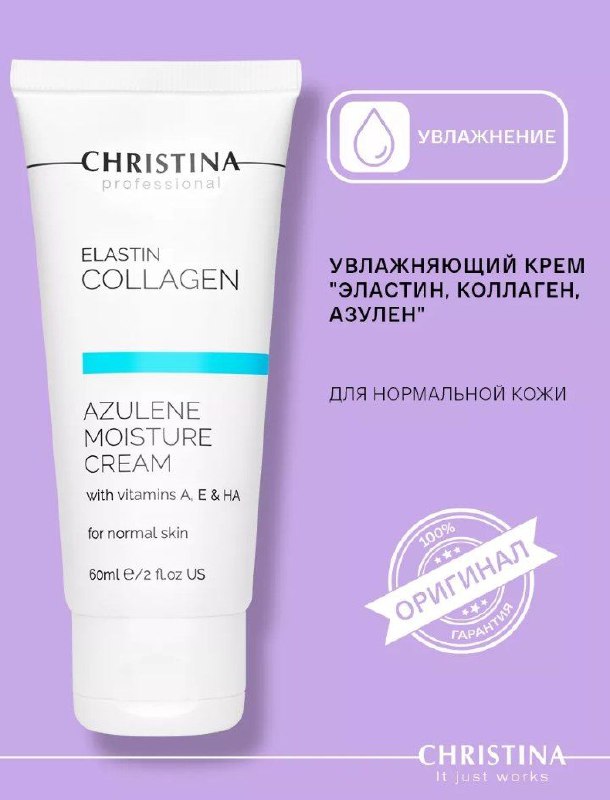 CHRISTINA
professional
ELASTIN
COLLAGEN
AZULENE
MOISTURE
CREAM
with vitamins A, E & HA
for normal skin
60ml e/2 fl.oz US
УВЛАЖНЕНИЕ
УВЛАЖНЯЮЩИЙ КРЕМ
"ЭЛАСТИН, КОЛЛАГЕН,
АЗУЛЕН"
ДЛЯ НОРМАЛЬНОЙ КОЖИ
100%
ОРИГИНАЛ
ГАРАНТИЯ
CHRISTINA
It just works